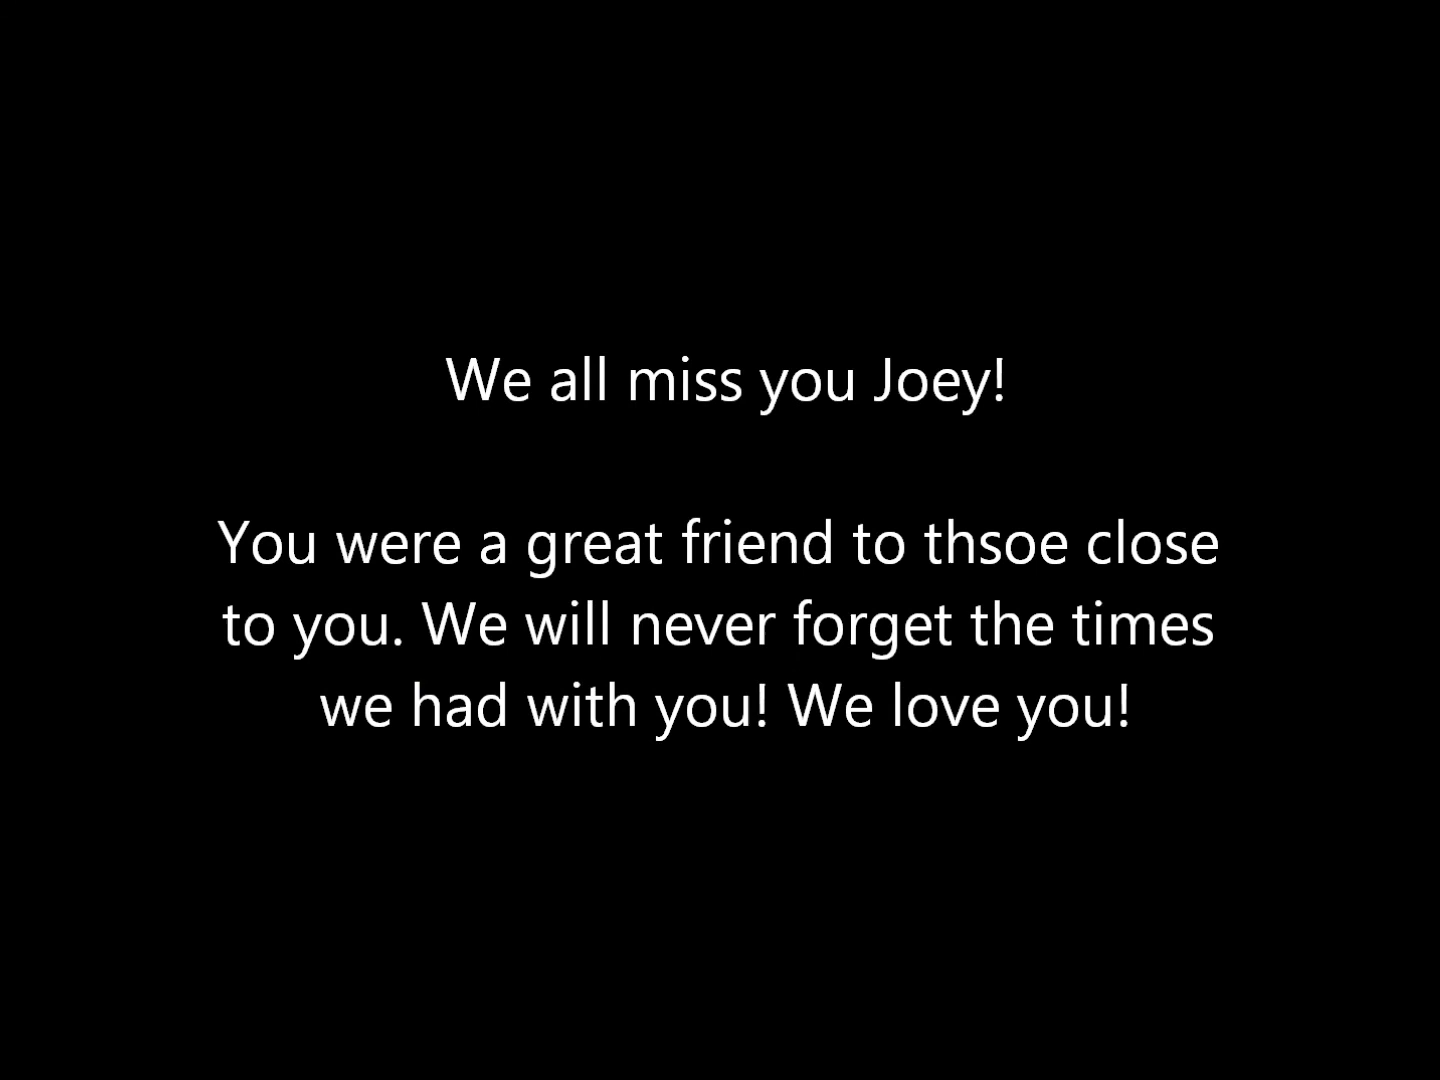 We all miss you Joey!
You were a great friend to thsoe close
to you. We will never forget the times
we had with you! We love you!